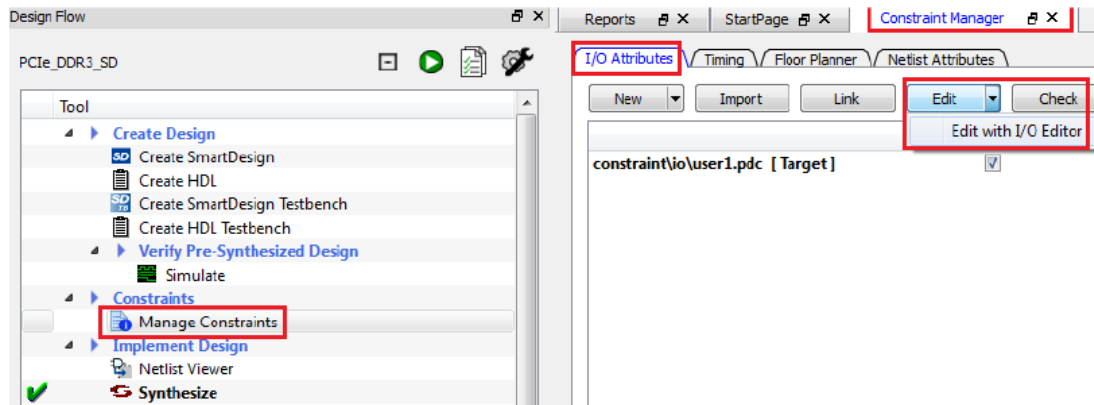 Design Flow
PCIe_DDR3_SD
Tool
Create Design
SD Create SmartDesign
Create HDL
Create SmartDesign Testbench
Create HDL Testbench
Verify Pre-Synthesized Design
Simulate
Constraints
Manage Constraints
Implement Design
Netlist Viewer
Synthesize
Reports StartPage Constraint Manager
I/O Attributes Timing Floor Planner Netlist Attributes
New Import Link Edit Check
Edit with I/O Editor
constraint\io\user1.pdc [ Target ]